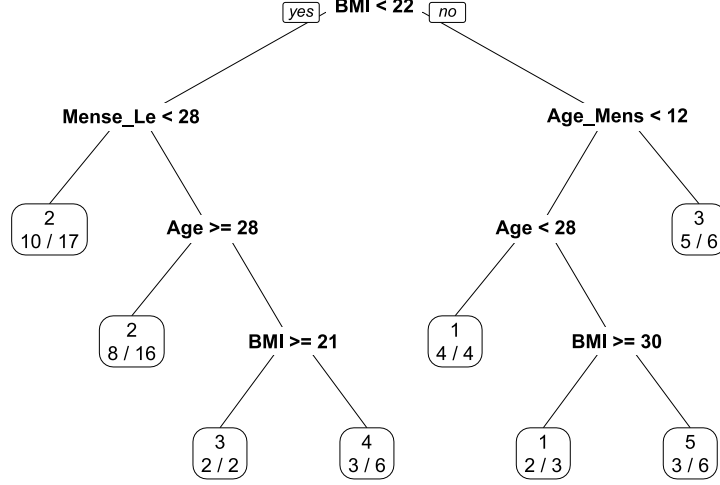 yes BMI < 22 no
Mense_Le < 28
Age_Mens < 12
2
10 / 17
Age >= 28
Age < 28
3
5 / 6
2
8 / 16
BMI >= 21
1
4 / 4
BMI >= 30
3
2 / 2
4
3 / 6
1
2 / 3
5
3 / 6